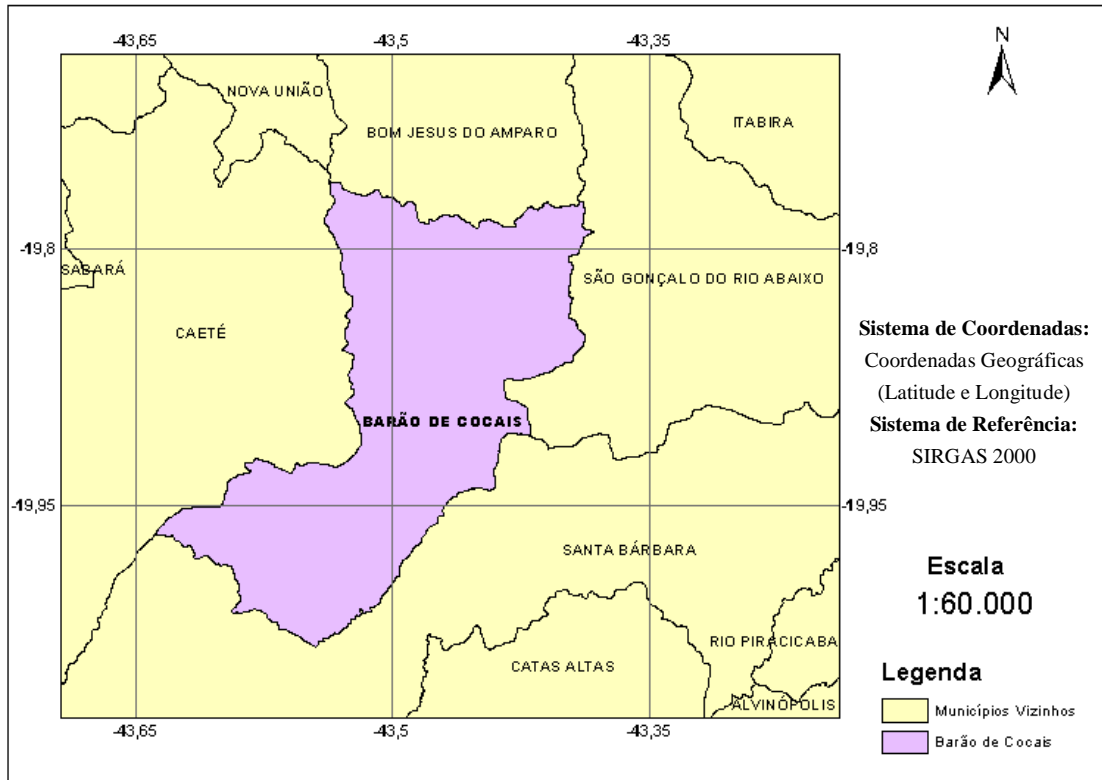 -43,65
-43,5
-43,35
N
NOVA UNIÃO
BOM JESUS DO AMPARO
ITABIRA
-19,8
-19,8
SABARÁ
SÃO GONÇALO DO RIO ABAIXO
CAETÉ
Sistema de Coordenadas:
Coordenadas Geográficas
(Latitude e Longitude)
Sistema de Referência:
SIRGAS 2000
BARÃO DE COCAIS
-19,95
-19,95
SANTA BÁRBARA
Escala
1:60.000
RIO PIRACICABA
CATAS ALTAS
ALVINÓPOLIS
Legenda
Municípios Vizinhos
Barão de Cocais
-43,65
-43,5
-43,35